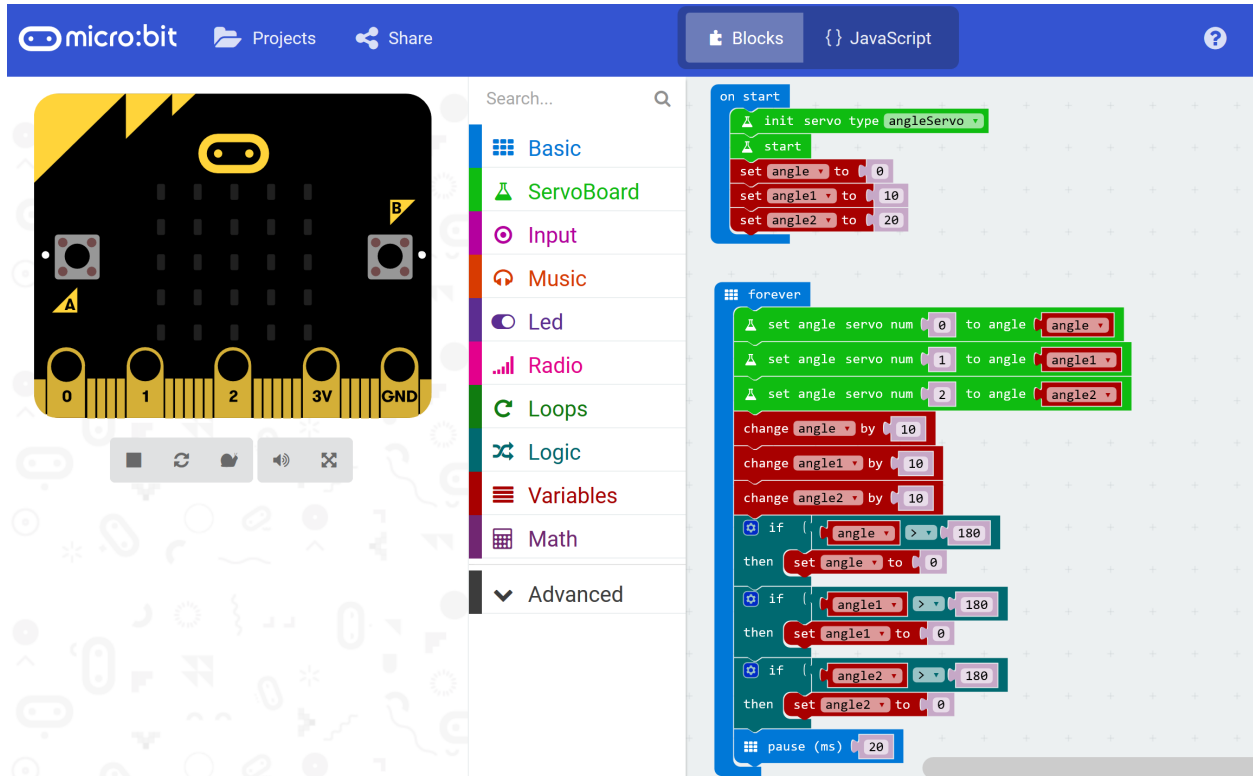 micro:bit Projects Share Blocks {} JavaScript ?
B
A
0 1 2 3V GND
Search...
Basic
ServoBoard
Input
Music
Led
Radio
Loops
Logic
Variables
Math
Advanced
on start
init servo type angleServo
start
set angle to 0
set angle1 to 10
set angle2 to 20
forever
set angle servo num 0 to angle angle
set angle servo num 1 to angle angle1
set angle servo num 2 to angle angle2
change angle by 10
change angle1 by 10
change angle2 by 10
if angle > 180
then set angle to 0
if angle1 > 180
then set angle1 to 0
if angle2 > 180
then set angle2 to 0
pause (ms) 20